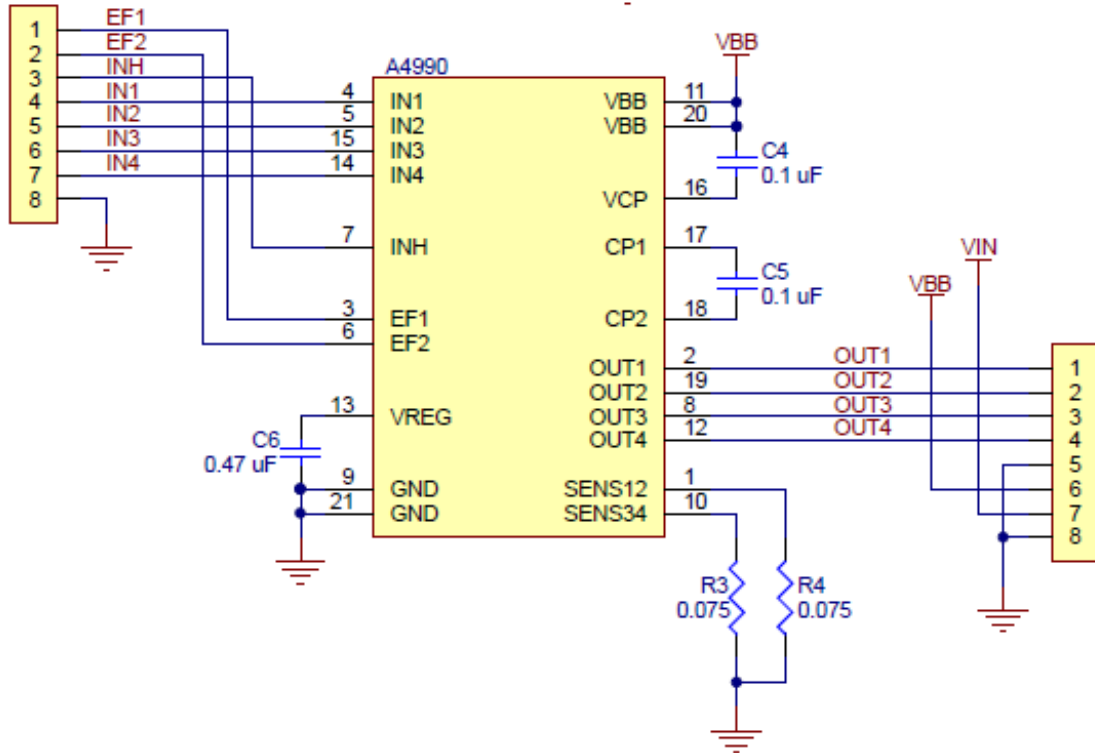 1 EF1
2 EF2
3 INH
4 IN1
5 IN2
6 IN3
7 IN4
8
A4990
4 IN1
5 IN2
15 IN3
14 IN4
7 INH
3 EF1
6 EF2
13 VREG
9 GND
21 GND
C6
0.47 uF
VBB
VBB 11
VBB 20
C4
0.1 uF
VCP 16
CP1 17
C5
0.1 uF
CP2 18
OUT1 2
OUT2 19
OUT3 8
OUT4 12
SENS12 1
SENS34 10
R3
0.075
R4
0.075
VIN
VBB
OUT1 1
OUT2 2
OUT3 3
OUT4 4
5
6
7
8